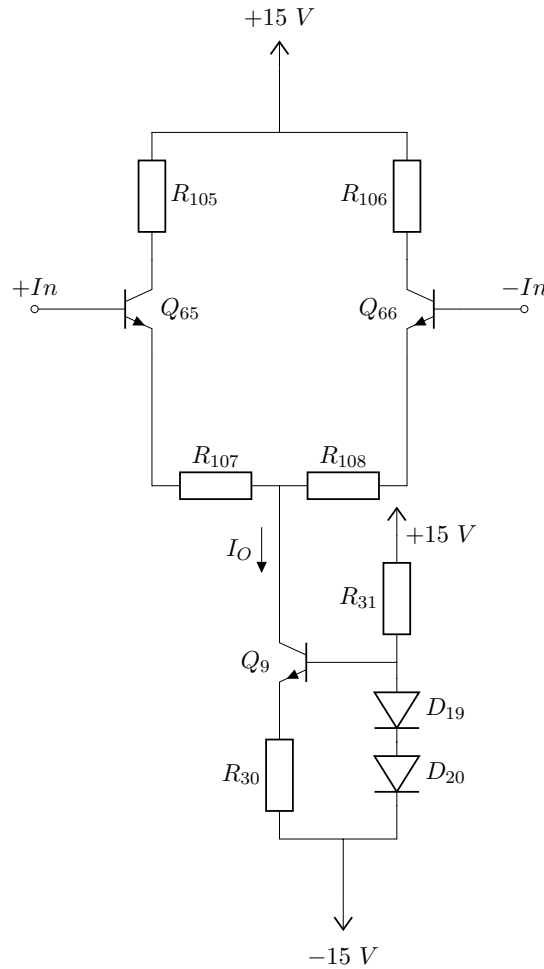 +15 V
R105
R106
+In
Q65
Q66
−In
R107
R108
IO
+15 V
R31
Q9
D19
R30
D20
−15 V